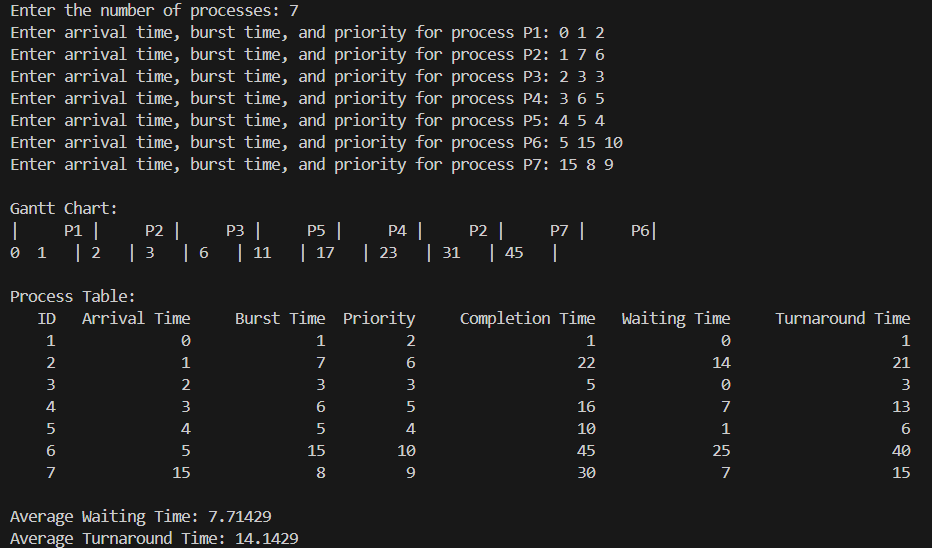 Enter the number of processes: 7
Enter arrival time, burst time, and priority for process P1: 0 1 2
Enter arrival time, burst time, and priority for process P2: 1 7 6
Enter arrival time, burst time, and priority for process P3: 2 3 3
Enter arrival time, burst time, and priority for process P4: 3 6 5
Enter arrival time, burst time, and priority for process P5: 4 5 4
Enter arrival time, burst time, and priority for process P6: 5 15 10
Enter arrival time, burst time, and priority for process P7: 15 8 9
Gantt Chart:
|     P1 |     P2 |     P3 |     P5 |     P4 |     P2 |     P7 |     P6|
0  1   | 2   | 3   | 6   | 11   | 17   | 23   | 31   | 45   |
Process Table:
   ID   Arrival Time     Burst Time  Priority     Completion Time   Waiting Time     Turnaround Time
    1              0              1         2                   1              0                   1
    2              1              7         6                  22             14                  21
    3              2              3         3                   5              0                   3
    4              3              6         5                  16              7                  13
    5              4              5         4                  10              1                   6
    6              5             15        10                  45             25                  40
    7             15              8         9                  30              7                  15
Average Waiting Time: 7.71429
Average Turnaround Time: 14.1429